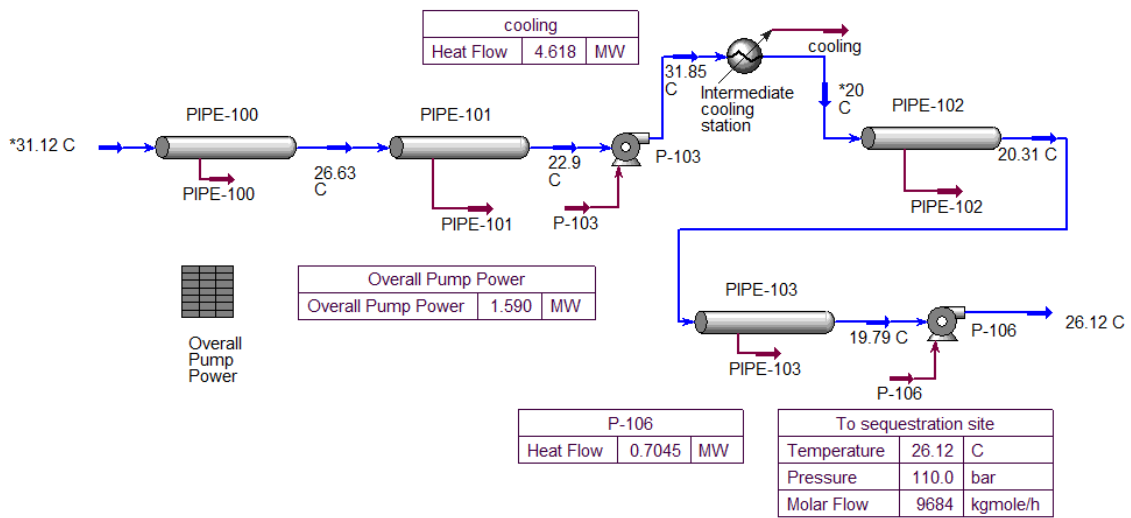 cooling
Heat Flow 4.618 MW
cooling
31.85
C
Intermediate
cooling
station
*20
C
PIPE-100
PIPE-101
PIPE-102
*31.12 C
26.63
C
22.9
C
P-103
20.31 C
PIPE-100
PIPE-101
P-103
PIPE-102
Overall Pump Power
Overall Pump Power 1.590 MW
PIPE-103
Overall
Pump
Power
19.79 C
P-106
26.12 C
PIPE-103
P-106
P-106
Heat Flow 0.7045 MW
To sequestration site
Temperature 26.12 C
Pressure 110.0 bar
Molar Flow 9684 kgmole/h